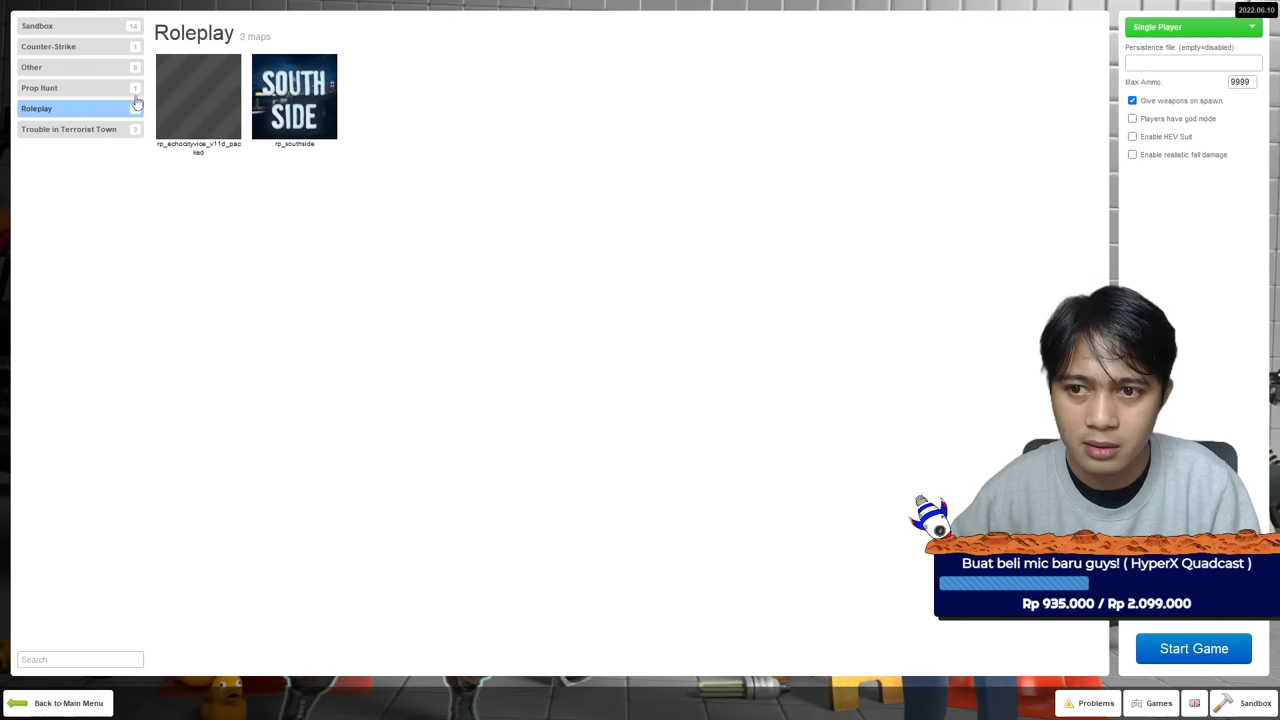 2022.06.10
Sandbox 14
Counter-Strike 1
Other 8
Prop Hunt 1
Roleplay
Trouble in Terrorist Town 3
Search
Roleplay 2 maps
SOUTH
SIDE
rp_echocityvice_v11d_pac
ked
rp_southside
Single Player
Persistence file: (empty=disabled)
Max Ammo: 9999
Give weapons on spawn
Players have god mode
Enable HEV Suit
Enable realistic fall damage
Buat beli mic baru guys! ( HyperX Quadcast )
Rp 935.000 / Rp 2.099.000
Start Game
Back to Main Menu
Problems
Games
Sandbox